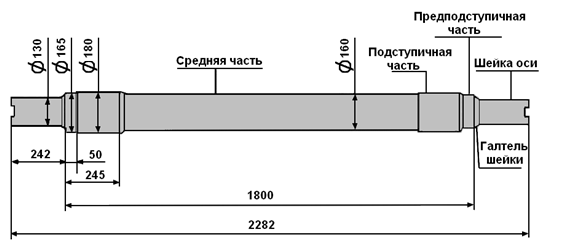 Предподступичная
часть
Ø130
Ø165
Ø180
Средняя часть
Ø160
Подступичная
часть
Шейка оси
Галтель
шейки
242
50
245
1800
2282